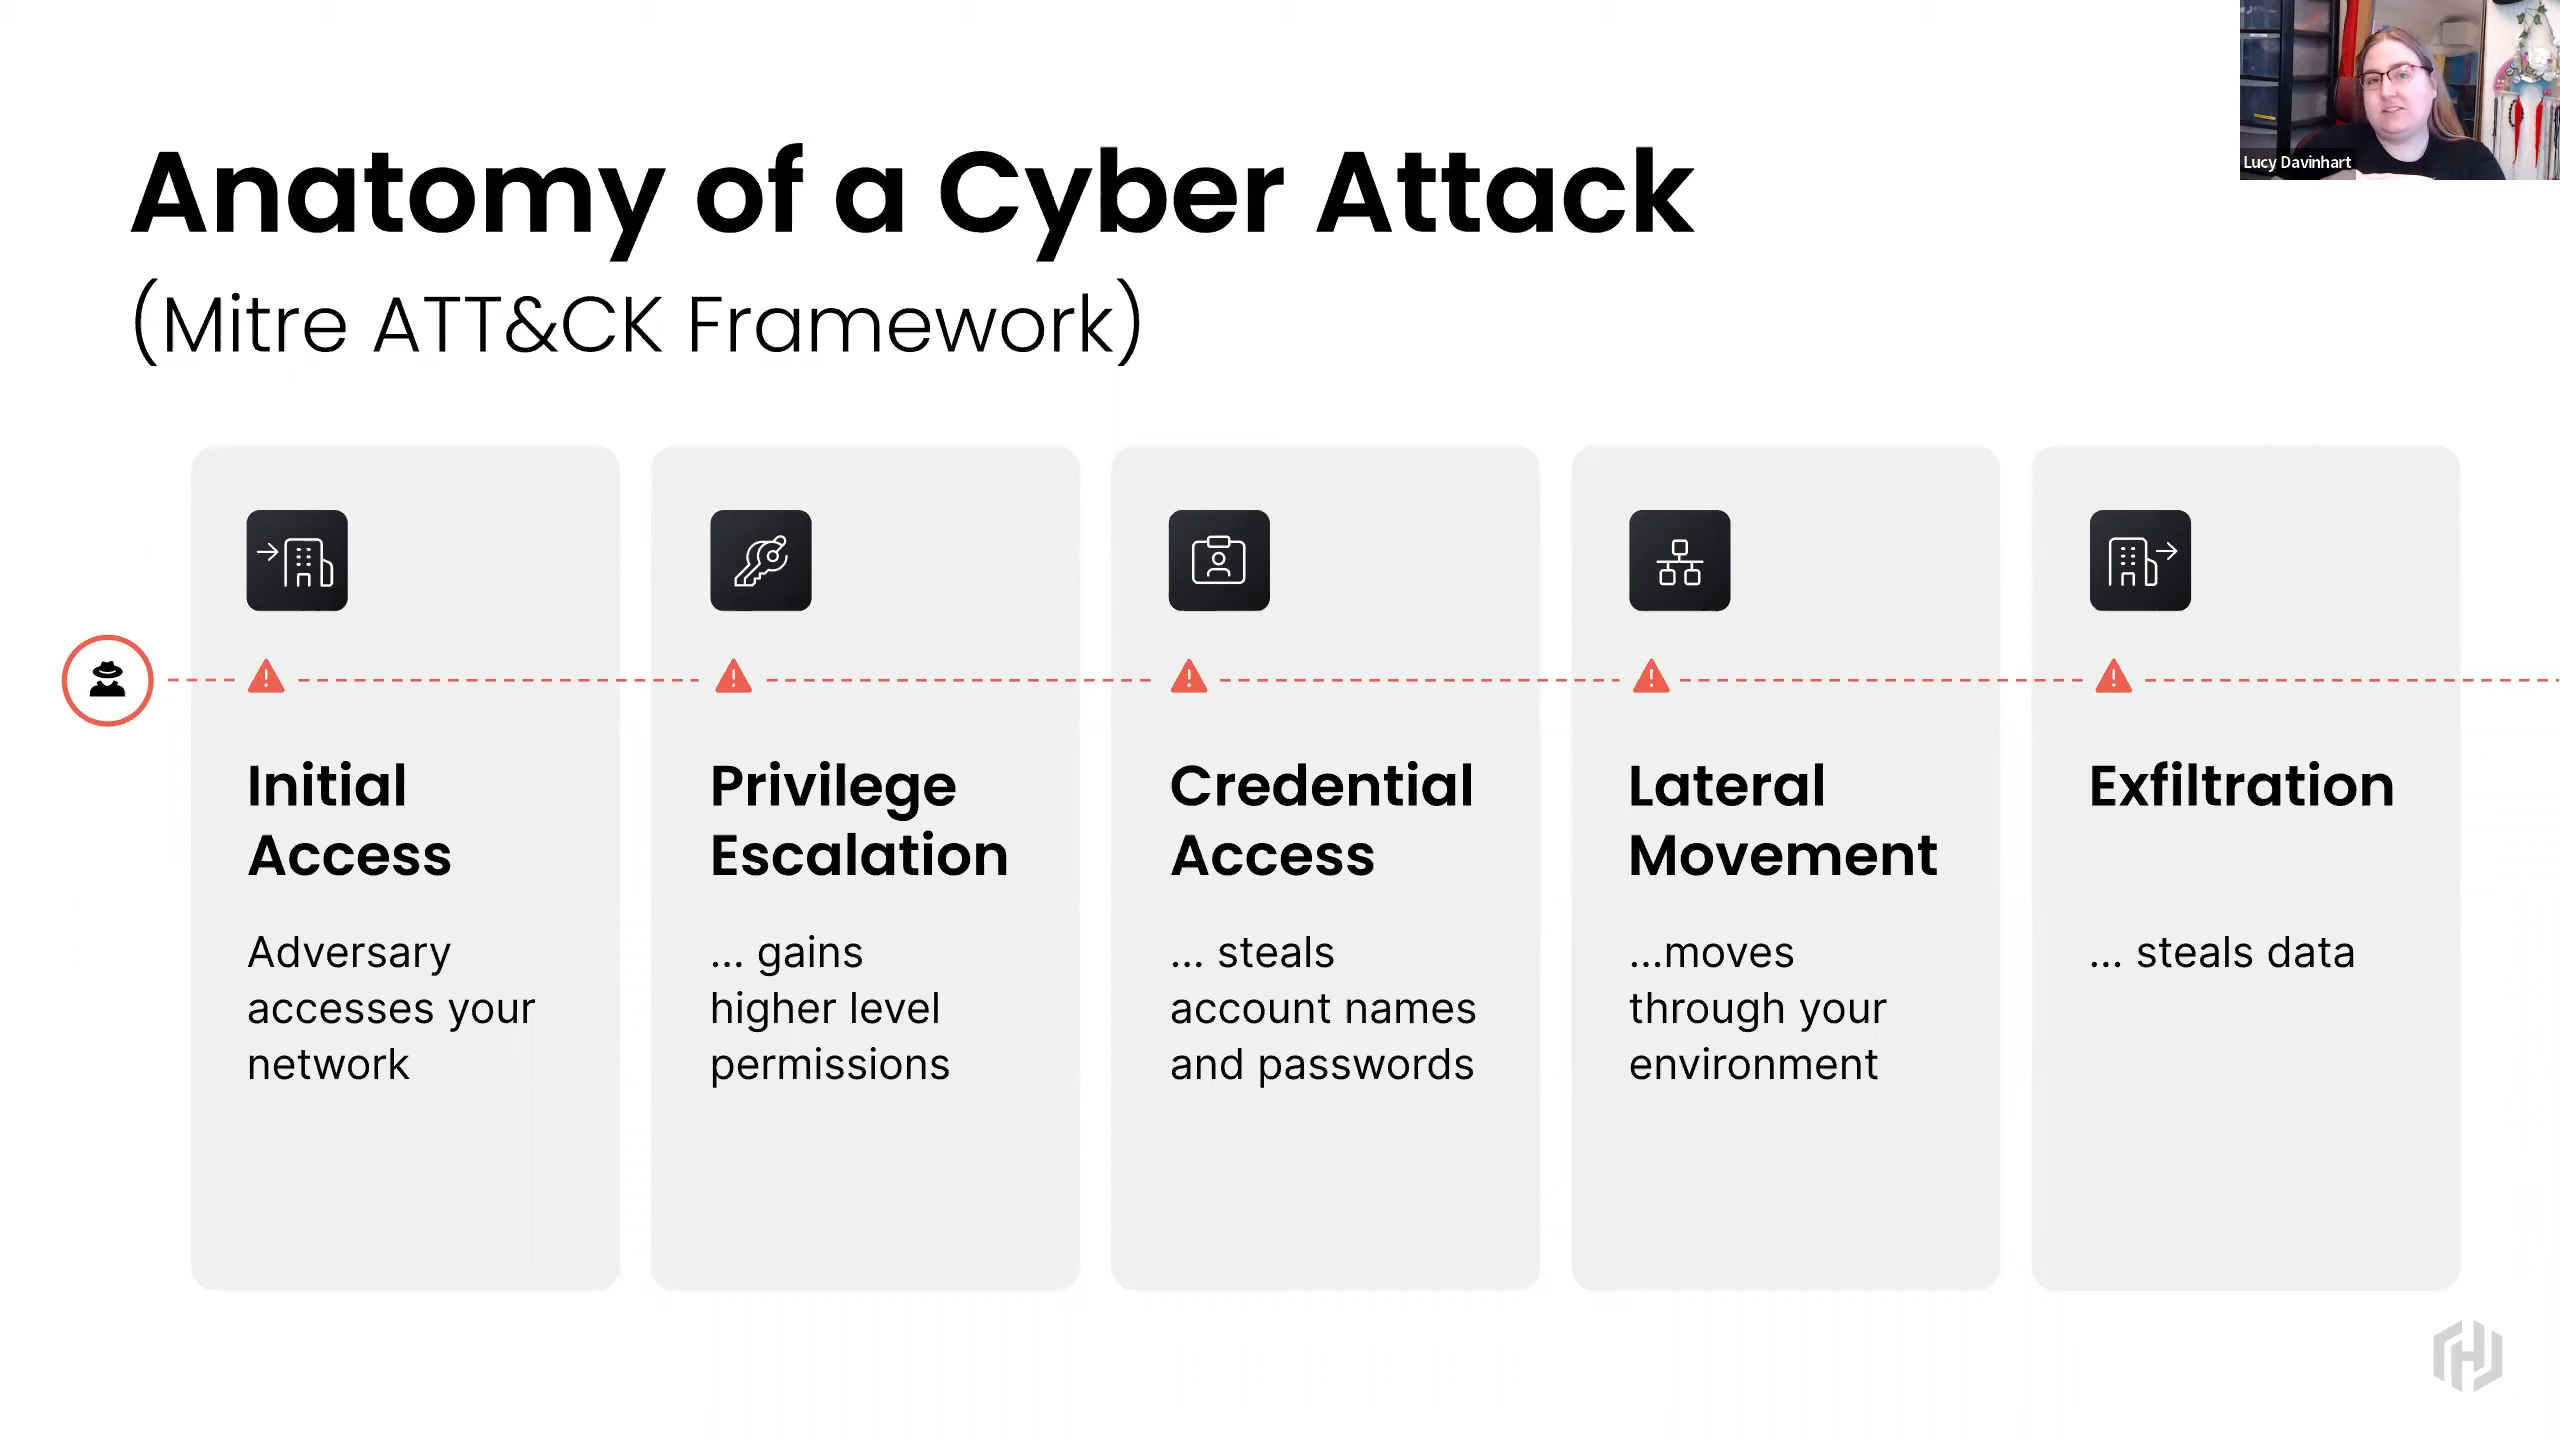 Lucy Davinhart
Anatomy of a Cyber Attack
(Mitre ATT&CK Framework)
Initial
Access
Adversary
accesses your
network
Privilege
Escalation
... gains
higher level
permissions
Credential
Access
... steals
account names
and passwords
Lateral
Movement
...moves
through your
environment
Exfiltration
... steals data